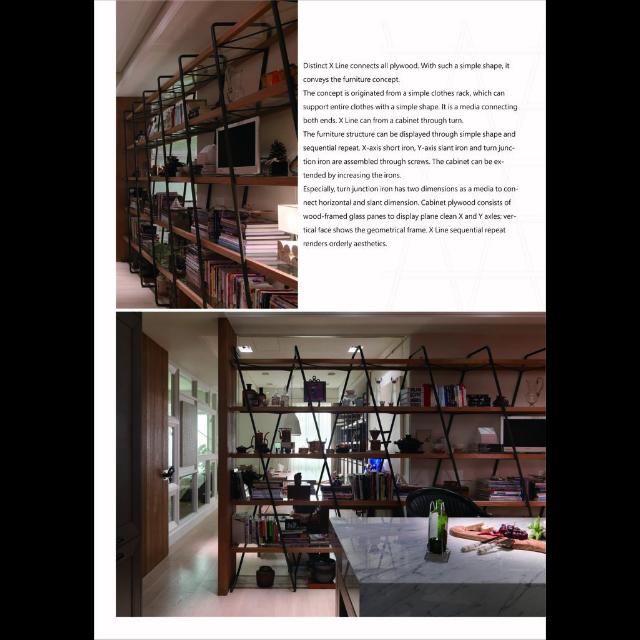 Distinct X Line connects all plywood. With such a simple shape, it
conveys the furniture concept.
The concept is originated from a simple clothes rack, which can
support entire clothes with a simple shape. It is a media connecting
both ends. X Line can from a cabinet through turn.
The furniture structure can be displayed through simple shape and
sequential repeat. X-axis short iron, Y-axis slant iron and turn junc-
tion iron are assembled through screws. The cabinet can be ex-
tended by increasing the irons.
Especially, turn junction iron has two dimensions as a media to con-
nect horizontal and slant dimension. Cabinet plywood consists of
wood-framed glass panes to display plane clean X and Y axles; ver-
tical face shows the geometrical frame. X Line sequential repeat
renders orderly aesthetics.